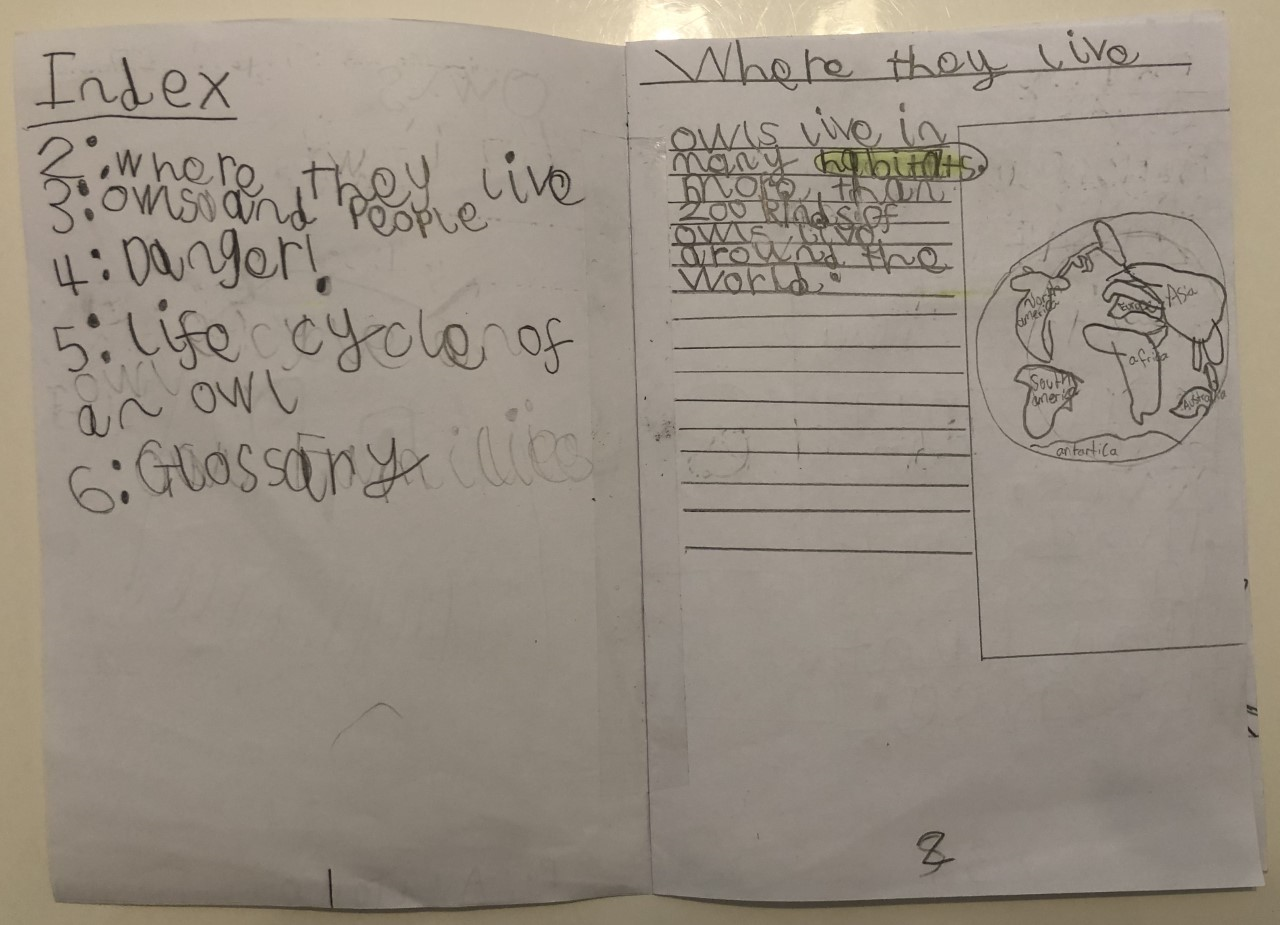 Index
2: where they live
3: owls and people
4: Danger!
5: life cycle of
an owl
6: Glossary
1
Where they live
owls live in
many habitats.
more than
200 kinds of
owls live
around the
World.
North
america
Europe
Asia
africa
South
america
Australia
antartica
2